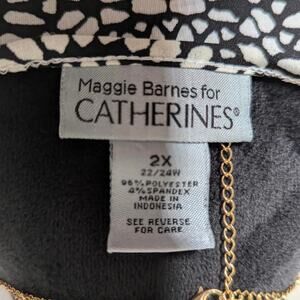 Maggie Barnes for
CATHERINES®
2X
22/24W
96% POLYESTER
4% SPANDEX
MADE IN
INDONESIA
SEE REVERSE
FOR CARE